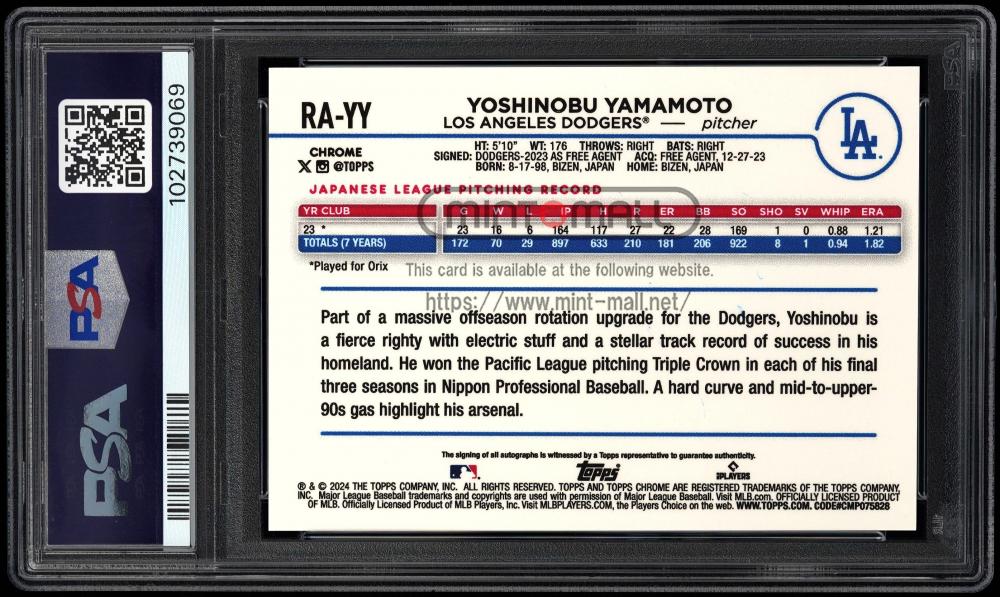 102739069
PSA
PSA
RA-YY
YOSHINOBU YAMAMOTO
LOS ANGELES DODGERS® — pitcher
LA
CHROME
X @TOPPS
HT: 5'10" WT: 176 THROWS: RIGHT BATS: RIGHT
SIGNED: DODGERS-2023 AS FREE AGENT ACQ: FREE AGENT, 12-27-23
BORN: 8-17-98, BIZEN, JAPAN HOME: BIZEN, JAPAN
JAPANESE LEAGUE PITCHING RECORD
MINT MALL
YR CLUB G W L IP H R ER BB SO SHO SV WHIP ERA
23 * 23 16 6 164 117 27 22 28 169 1 0 0.88 1.21
TOTALS (7 YEARS) 172 70 29 897 633 210 181 206 922 8 1 0.94 1.82
*Played for Orix
This card is available at the following website.
https://www.mint-mall.net/
Part of a massive offseason rotation upgrade for the Dodgers, Yoshinobu is
a fierce righty with electric stuff and a stellar track record of success in his
homeland. He won the Pacific League pitching Triple Crown in each of his final
three seasons in Nippon Professional Baseball. A hard curve and mid-to-upper-
90s gas highlight his arsenal.
The signing of all autographs is witnessed by a Topps representative to guarantee authenticity.
Topps
PLAYERS
® & © 2024 THE TOPPS COMPANY, INC. ALL RIGHTS RESERVED. TOPPS AND TOPPS CHROME ARE REGISTERED TRADEMARKS OF THE TOPPS COMPANY,
INC. Major League Baseball trademarks and copyrights are used with permission of Major League Baseball. Visit MLB.com. OFFICIALLY LICENSED PRODUCT
OF MLB. Officially Licensed Product of MLB Players, Inc. Visit MLBPLAYERS.COM, the Players Choice on the web. WWW.TOPPS.COM. CODE#CMP075828